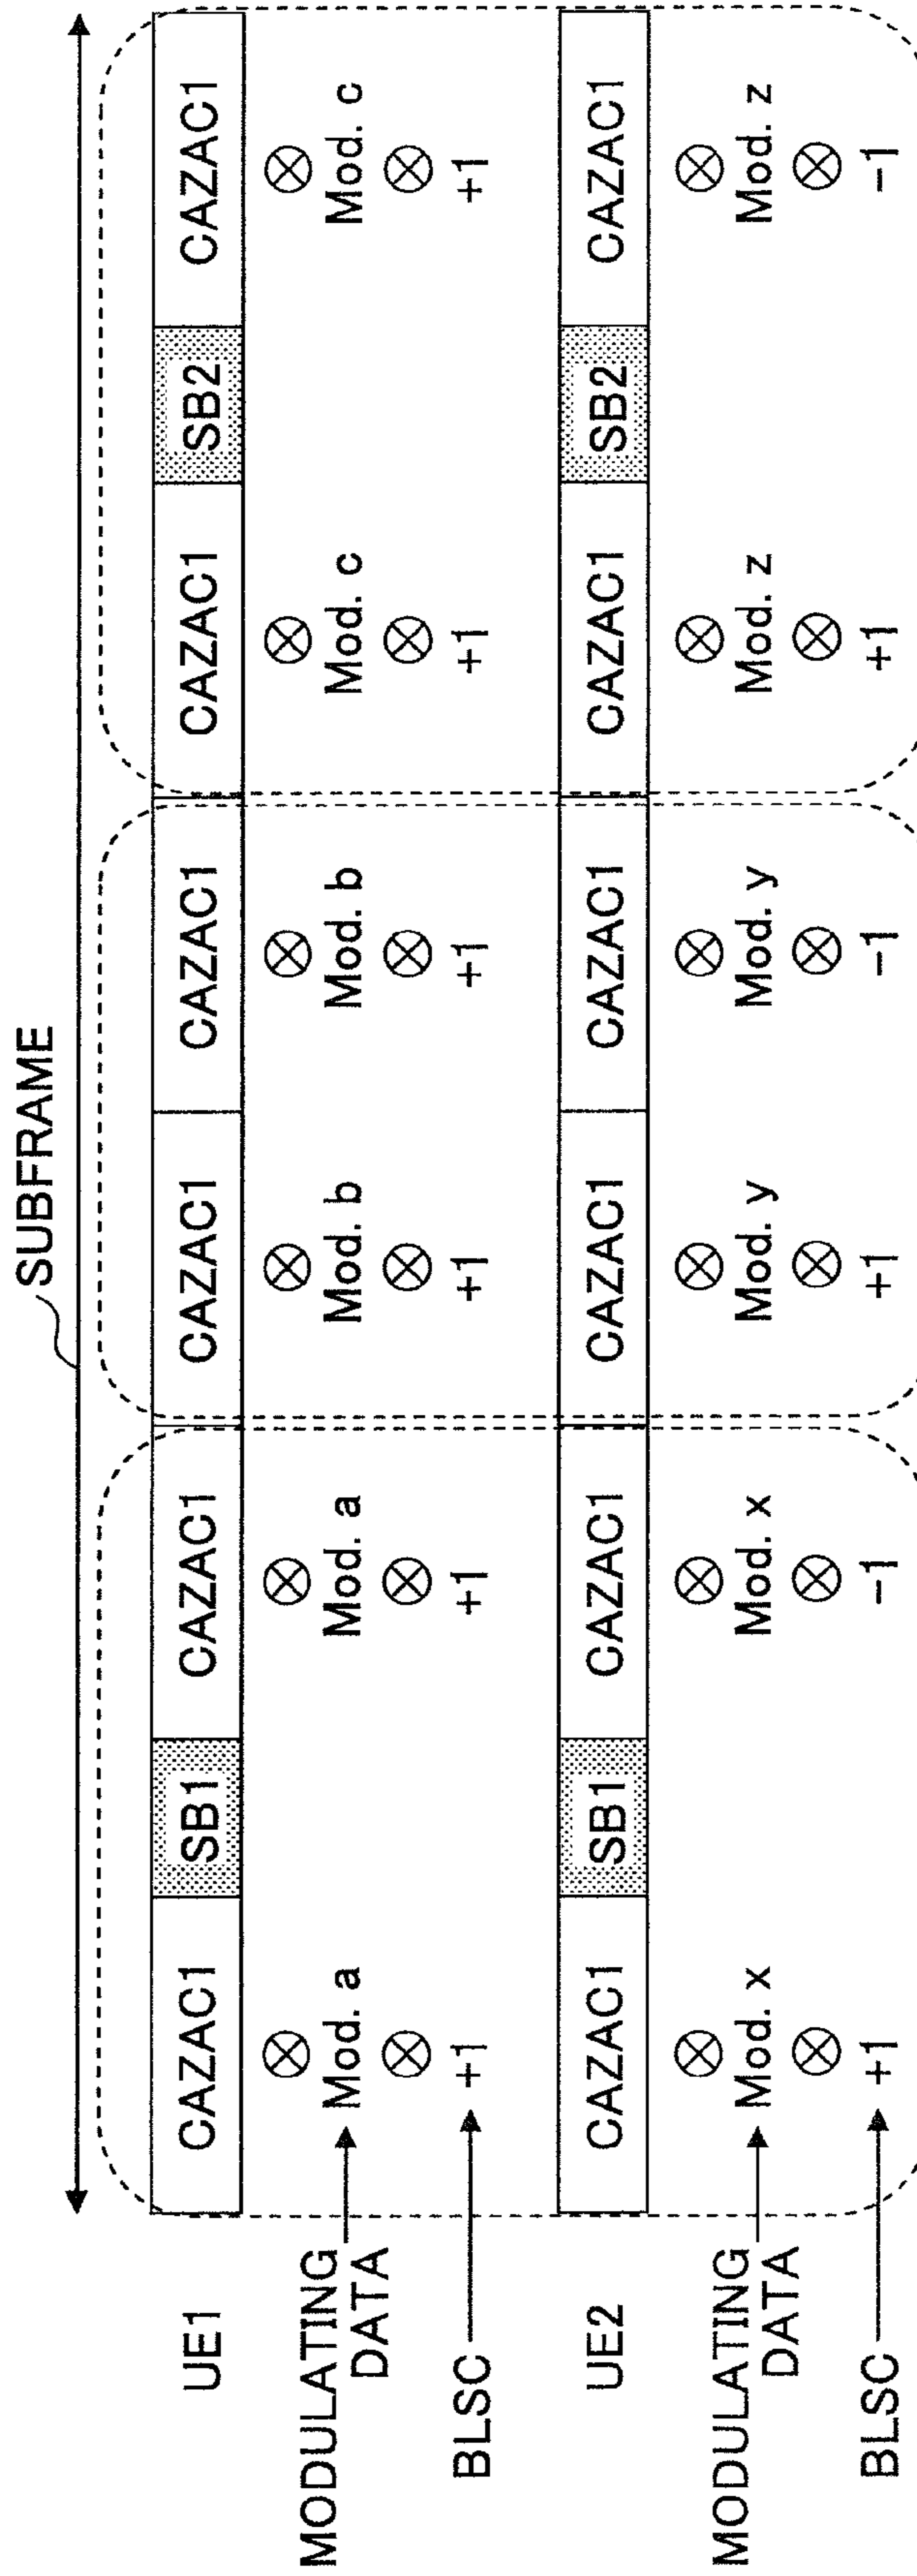 SUBFRAME
UE1 CAZAC1 SB1 CAZAC1 CAZAC1 CAZAC1 CAZAC1 SB2 CAZAC1
MODULATING DATA Mod. a Mod. a Mod. b Mod. b Mod. c Mod. c
BLSC +1 +1 +1 +1 +1 +1
UE2 CAZAC1 SB1 CAZAC1 CAZAC1 CAZAC1 CAZAC1 SB2 CAZAC1
MODULATING DATA Mod. x Mod. x Mod. y Mod. y Mod. z Mod. z
BLSC +1 -1 +1 -1 +1 -1